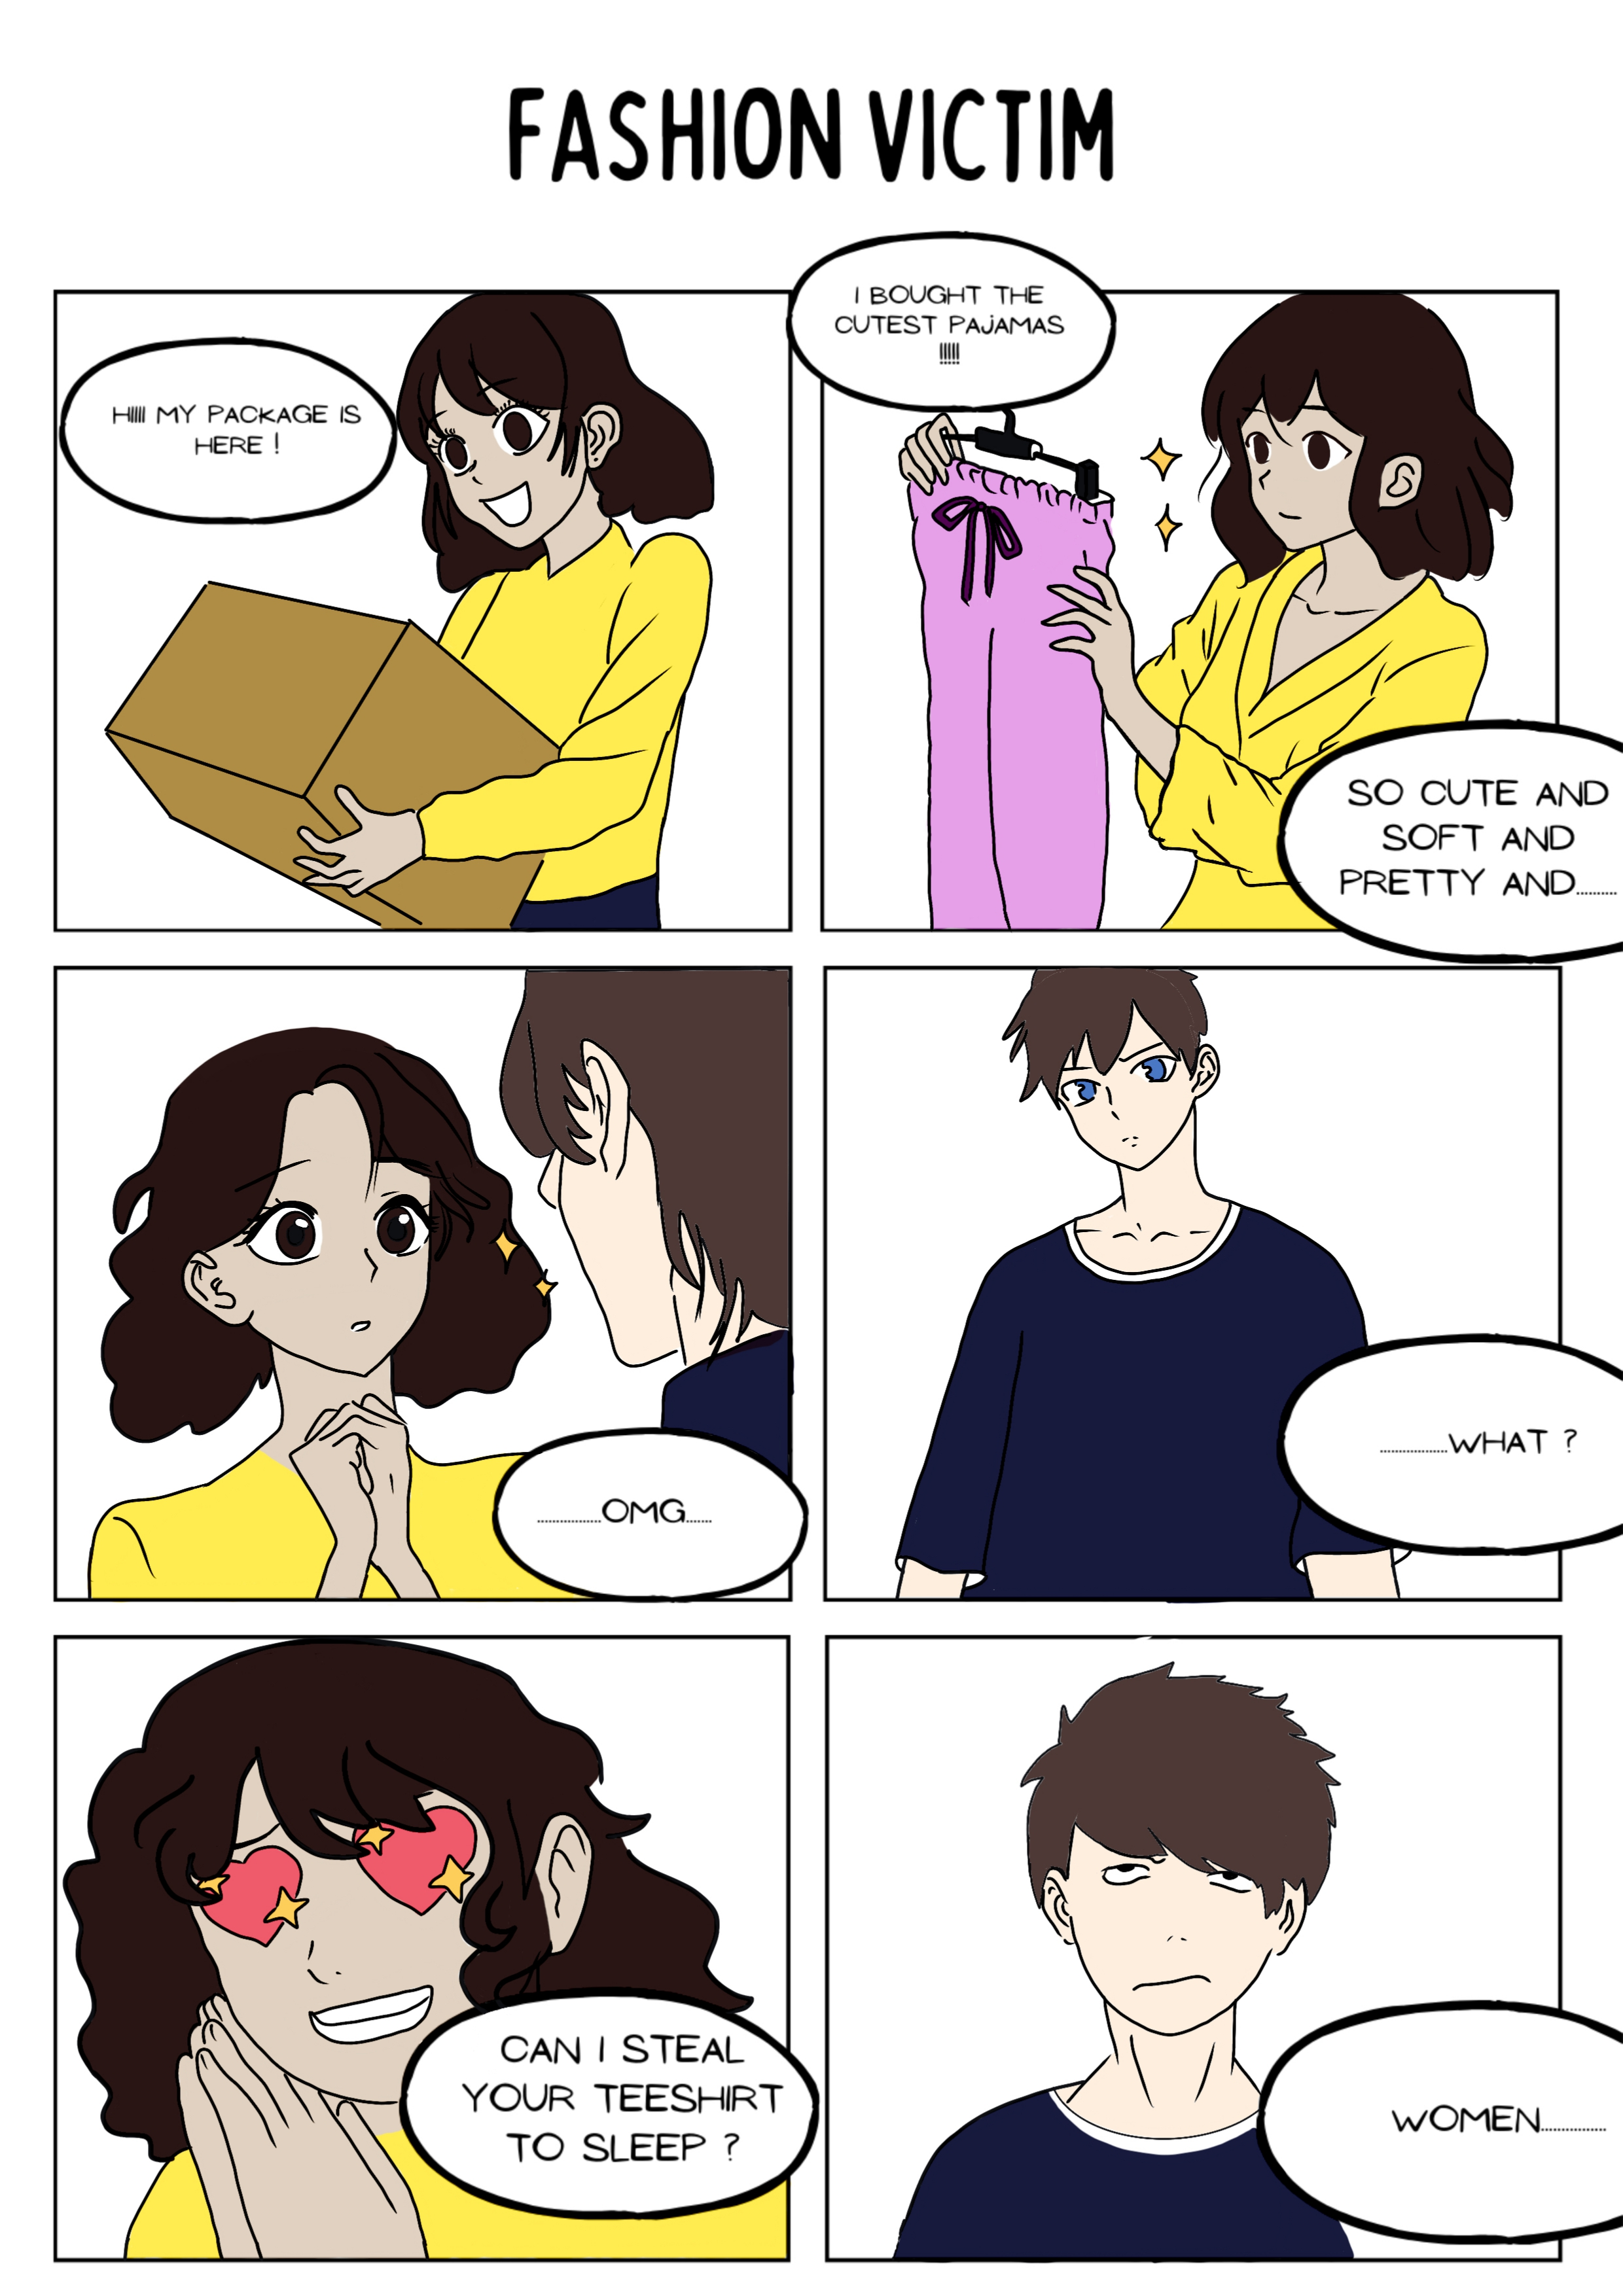 FASHION VICTIM
HIIII MY PACKAGE IS
HERE !
I BOUGHT THE
CUTEST PAJAMAS
!!!!!
SO CUTE AND
SOFT AND
PRETTY AND..........
................OMG......
................WHAT ?
CAN I STEAL
YOUR TEESHIRT
TO SLEEP ?
WOMEN...............